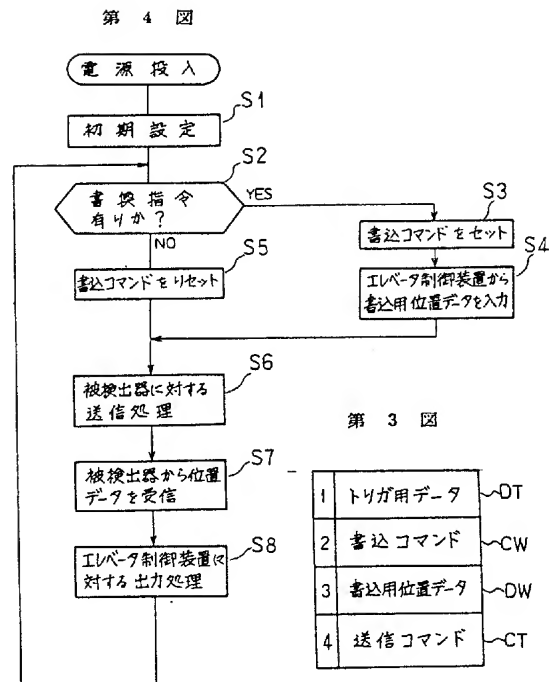 第 4 図
電源投入
S1
初期設定
S2
書換指令
有りか?
YES
NO
S3
書込コマンドをセット
S4
エレベータ制御装置から
書込用位置データを入力
S5
書込コマンドをリセット
S6
被検出器に対する
送信処理
S7
被検出器から位置
データを受信
S8
エレベータ制御装置に
対する出力処理
第 3 図
1 トリガ用データ DT
2 書込コマンド CW
3 書込用位置データ DW
4 送信コマンド CT